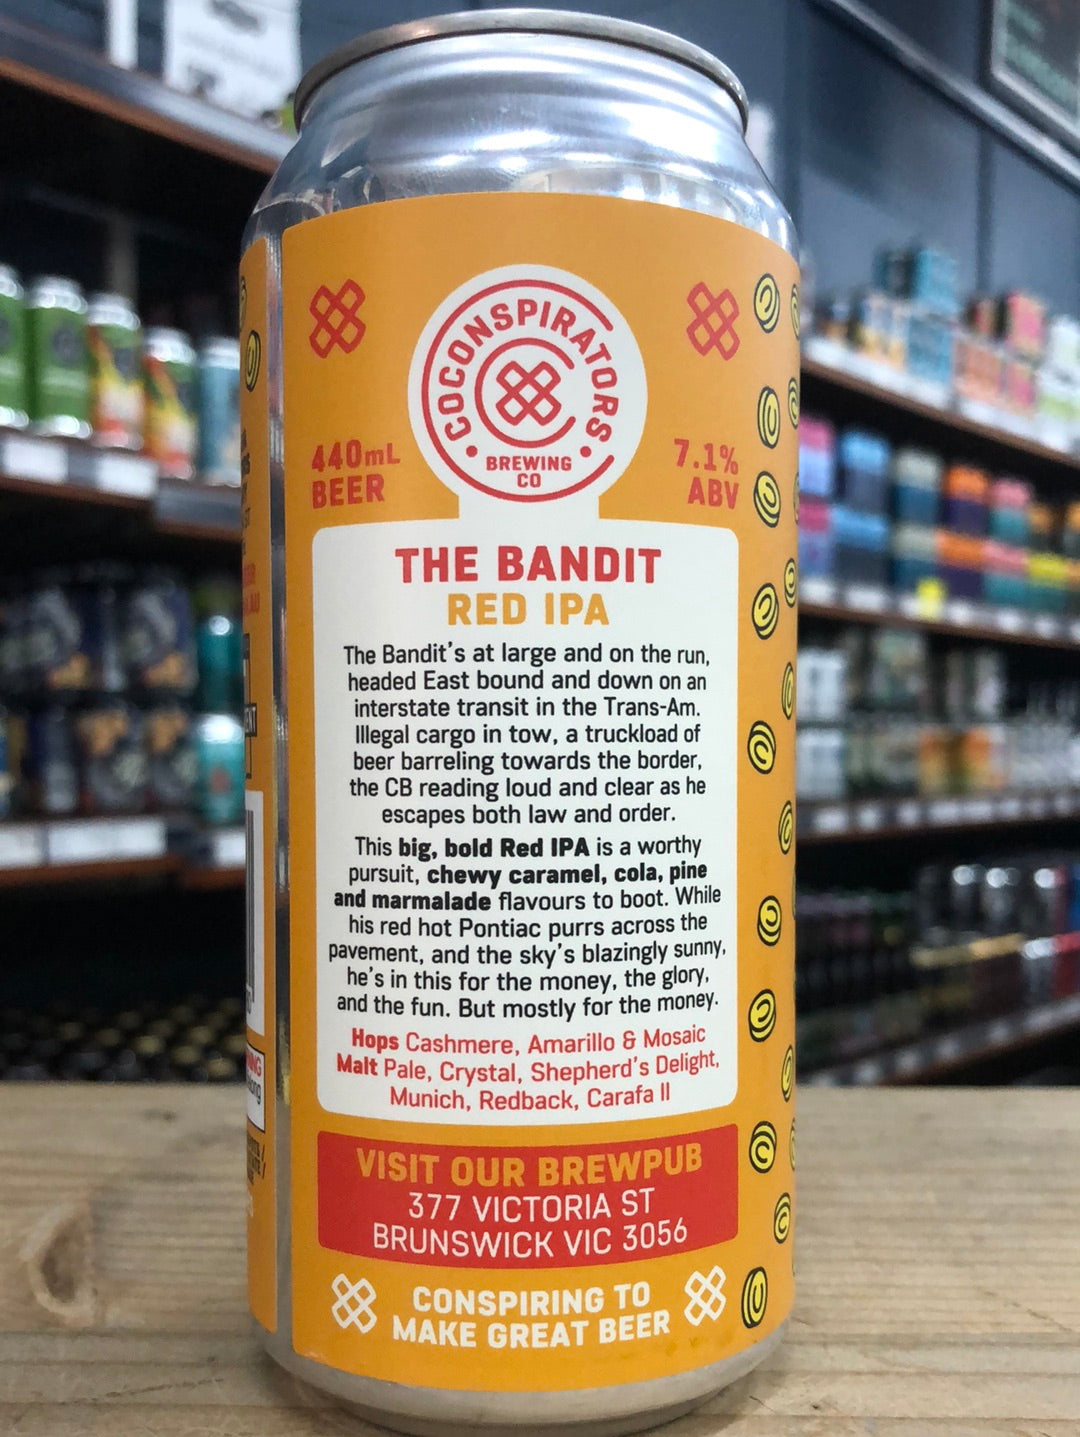 COCONSPIRATORS
BREWING
CO
440mL
BEER
7.1%
ABV
THE BANDIT
RED IPA
The Bandit's at large and on the run,
headed East bound and down on an
interstate transit in the Trans-Am.
Illegal cargo in tow, a truckload of
beer barreling towards the border,
the CB reading loud and clear as he
escapes both law and order.
This big, bold Red IPA is a worthy
pursuit, chewy caramel, cola, pine
and marmalade flavours to boot. While
his red hot Pontiac purrs across the
pavement, and the sky's blazingly sunny,
he's in this for the money, the glory,
and the fun. But mostly for the money.
Hops Cashmere, Amarillo & Mosaic
Malt Pale, Crystal, Shepherd's Delight,
Munich, Redback, Carafa II
VISIT OUR BREWPUB
377 VICTORIA ST
BRUNSWICK VIC 3056
CONSPIRING TO
MAKE GREAT BEER